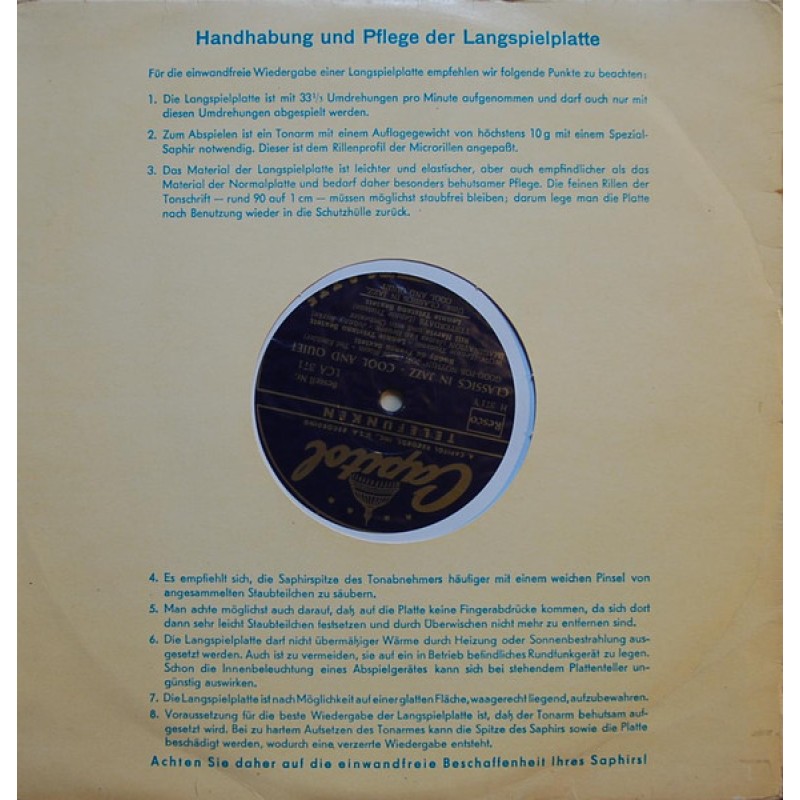 Handhabung und Pflege der Langspielplatte
Für die einwandfreie Wiedergabe einer Langspielplatte empfehlen wir folgende Punkte zu beachten:
1. Die Langspielplatte ist mit 33⅓ Umdrehungen pro Minute aufgenommen und darf auch nur mit
diesen Umdrehungen abgespielt werden.
2. Zum Abspielen ist ein Tonarm mit einem Auflagegewicht von höchstens 10 g mit einem Spezial-
Saphir notwendig. Dieser ist dem Rillenprofil der Microrillen angepaßt.
3. Das Material der Langspielplatte ist leichter und elastischer, aber auch empfindlicher als das
Material der Normalplatte und bedarf daher besonders behutsamer Pflege. Die feinen Rillen der
Tonschrift — rund 90 auf 1 cm — müssen möglichst staubfrei bleiben; darum lege man die Platte
nach Benutzung wieder in die Schutzhülle zurück.
Capitol
A CAPITOL RECORDS, INC., U.S.A. RECORDING
TELEFUNKEN
Resco
H 371 Y
Bestell Nr.:
LCA 371
CLASSICS IN JAZZ · COOL AND QUIET
4. Es empfiehlt sich, die Saphirspitze des Tonabnehmers häufiger mit einem weichen Pinsel von
angesammelten Staubteilchen zu säubern.
5. Man achte möglichst auch darauf, daß auf die Platte keine Fingerabdrücke kommen, da sich dort
dann sehr leicht Staubteilchen festsetzen und durch Überwischen nicht mehr zu entfernen sind.
6. Die Langspielplatte darf nicht übermäßiger Wärme durch Heizung oder Sonnenbestrahlung aus-
gesetzt werden. Auch ist zu vermeiden, sie auf ein in Betrieb befindliches Rundfunkgerät zu legen.
Schon die Innenbeleuchtung eines Abspielgerätes kann sich bei stehendem Plattenteller un-
günstig auswirken.
7. Die Langspielplatte ist nach Möglichkeit auf einer glatten Fläche, waagerecht liegend, aufzubewahren.
8. Voraussetzung für die beste Wiedergabe der Langspielplatte ist, daß der Tonarm behutsam auf-
gesetzt wird. Bei zu hartem Aufsetzen des Tonarmes kann die Spitze des Saphirs sowie die Platte
beschädigt werden, wodurch eine verzerrte Wiedergabe entsteht.
Achten Sie daher auf die einwandfreie Beschaffenheit Ihres Saphirs!